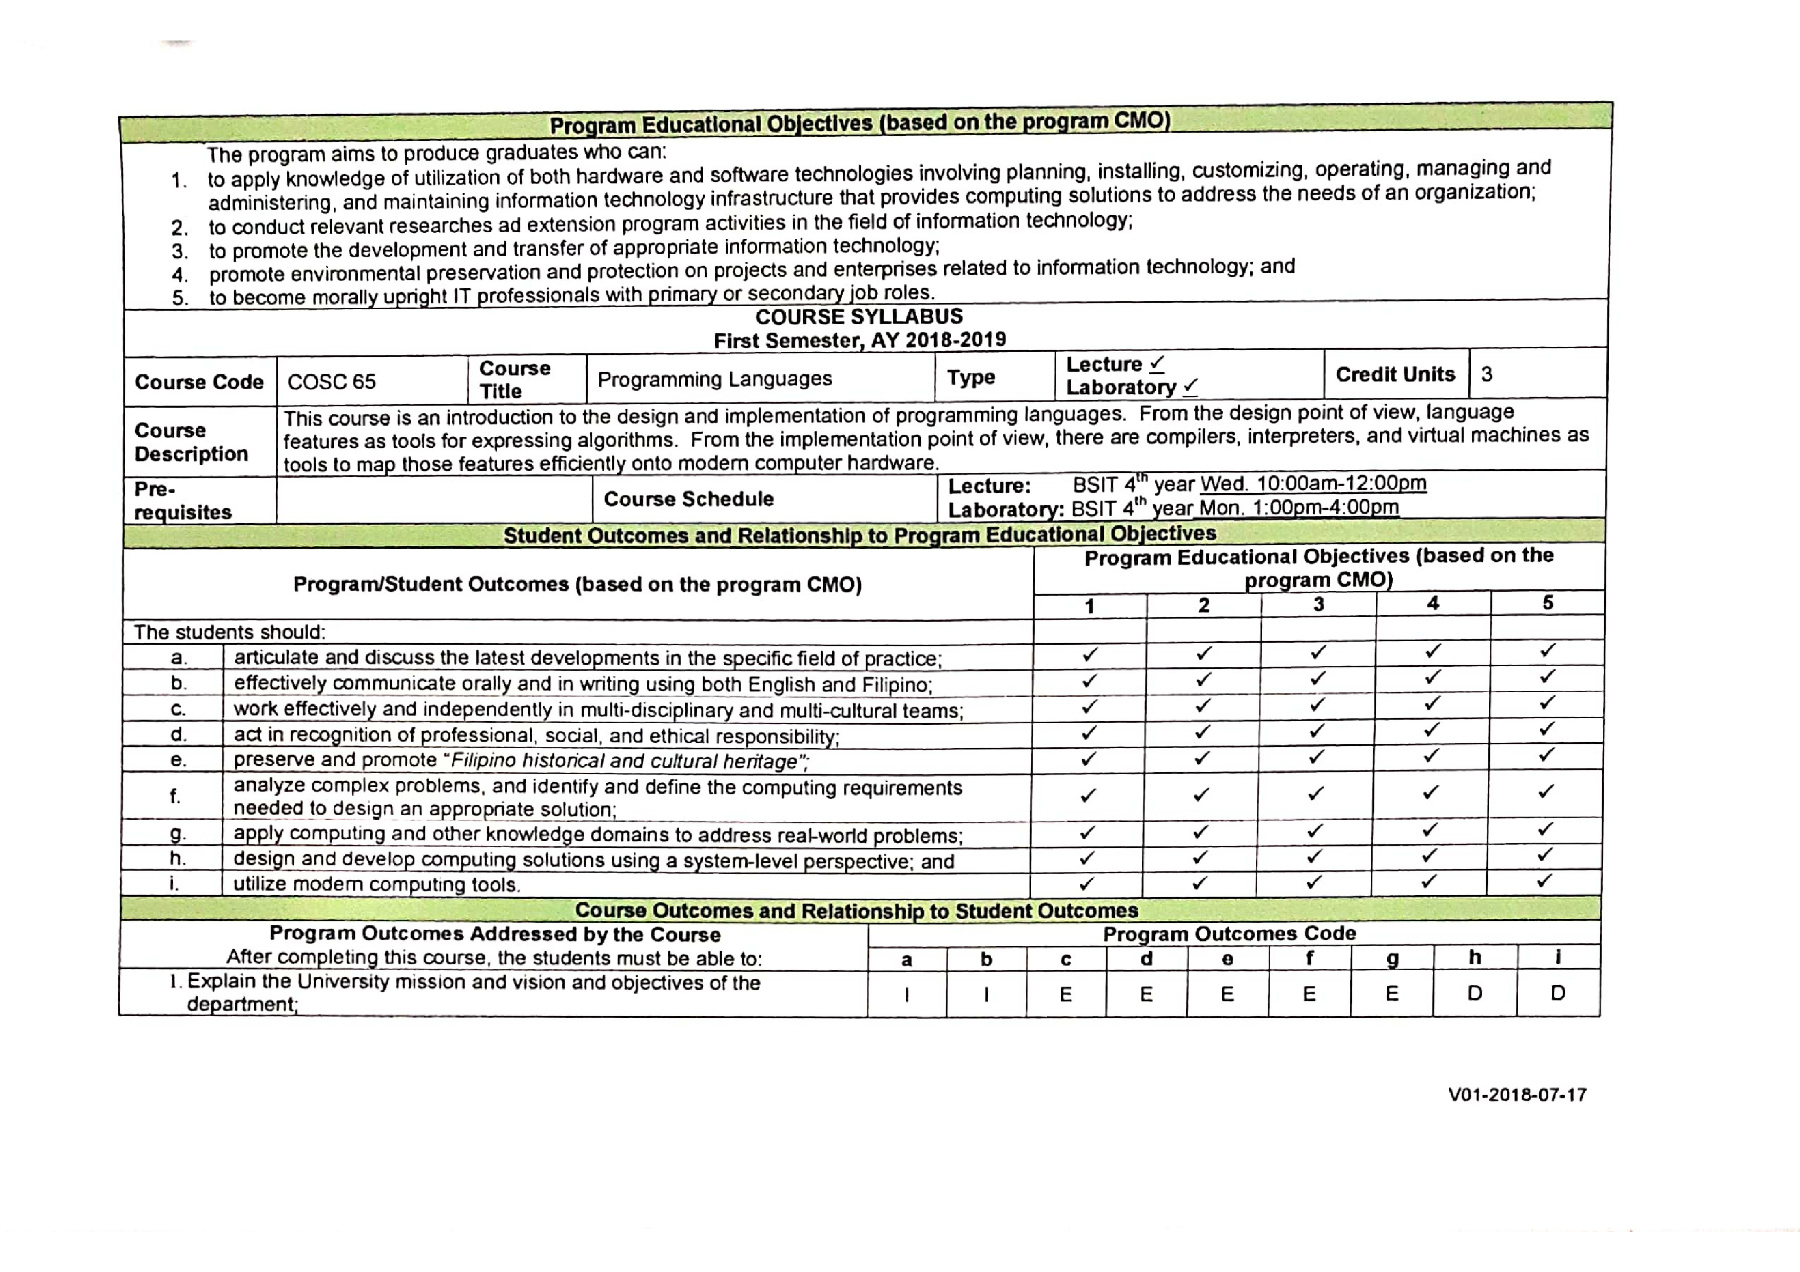 Program Educational Objectives (based on the program CMO)
The program aims to produce graduates who can:
1. to apply knowledge of utilization of both hardware and software technologies involving planning, installing, customizing, operating, managing and
administering, and maintaining information technology infrastructure that provides computing solutions to address the needs of an organization;
2. to conduct relevant researches ad extension program activities in the field of information technology;
3. to promote the development and transfer of appropriate information technology;
4. promote environmental preservation and protection on projects and enterprises related to information technology; and
5. to become morally upright IT professionals with primary or secondary job roles.
COURSE SYLLABUS
First Semester, AY 2018-2019
Course Code COSC 65 Course Title Programming Languages Type Lecture ✓ Laboratory ✓ Credit Units 3
Course Description
This course is an introduction to the design and implementation of programming languages. From the design point of view, language
features as tools for expressing algorithms. From the implementation point of view, there are compilers, interpreters, and virtual machines as
tools to map those features efficiently onto modern computer hardware.
Pre-requisites Course Schedule
Lecture: BSIT 4th year Wed. 10:00am-12:00pm
Laboratory: BSIT 4th year Mon. 1:00pm-4:00pm
Student Outcomes and Relationship to Program Educational Objectives
Program/Student Outcomes (based on the program CMO)
Program Educational Objectives (based on the
program CMO)
1 2 3 4 5
The students should:
a. articulate and discuss the latest developments in the specific field of practice; ✓ ✓ ✓ ✓ ✓
b. effectively communicate orally and in writing using both English and Filipino; ✓ ✓ ✓ ✓ ✓
c. work effectively and independently in multi-disciplinary and multi-cultural teams; ✓ ✓ ✓ ✓ ✓
d. act in recognition of professional, social, and ethical responsibility; ✓ ✓ ✓ ✓ ✓
e. preserve and promote "Filipino historical and cultural heritage"; ✓ ✓ ✓ ✓ ✓
f. analyze complex problems, and identify and define the computing requirements
needed to design an appropriate solution; ✓ ✓ ✓ ✓ ✓
g. apply computing and other knowledge domains to address real-world problems; ✓ ✓ ✓ ✓ ✓
h. design and develop computing solutions using a system-level perspective; and ✓ ✓ ✓ ✓ ✓
i. utilize modern computing tools. ✓ ✓ ✓ ✓ ✓
Course Outcomes and Relationship to Student Outcomes
Program Outcomes Addressed by the Course
After completing this course, the students must be able to:
Program Outcomes Code
a b c d e f g h i
1. Explain the University mission and vision and objectives of the
department; I I E E E E E D D
V01-2018-07-17